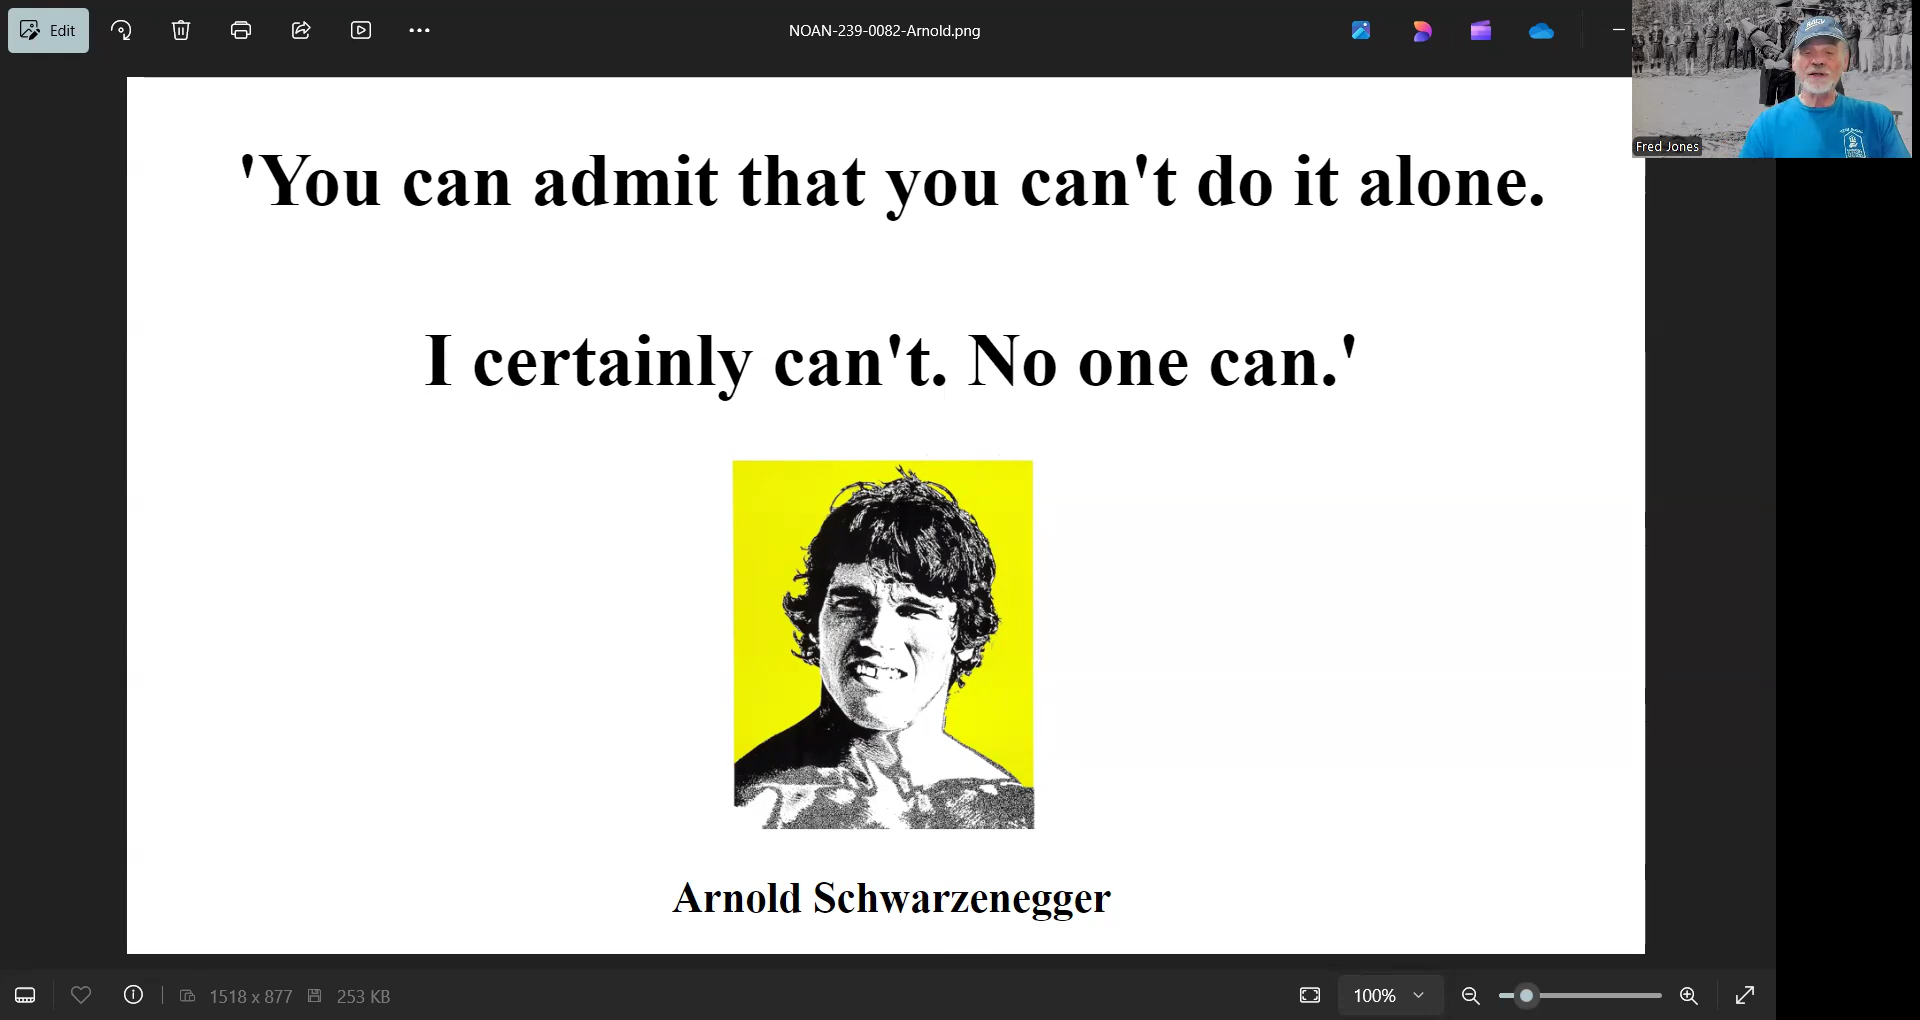 Edit
NOAN-239-0082-Arnold.png
Fred Jones
'You can admit that you can't do it alone.
I certainly can't. No one can.'
Arnold Schwarzenegger
1518 x 877
253 KB
100%